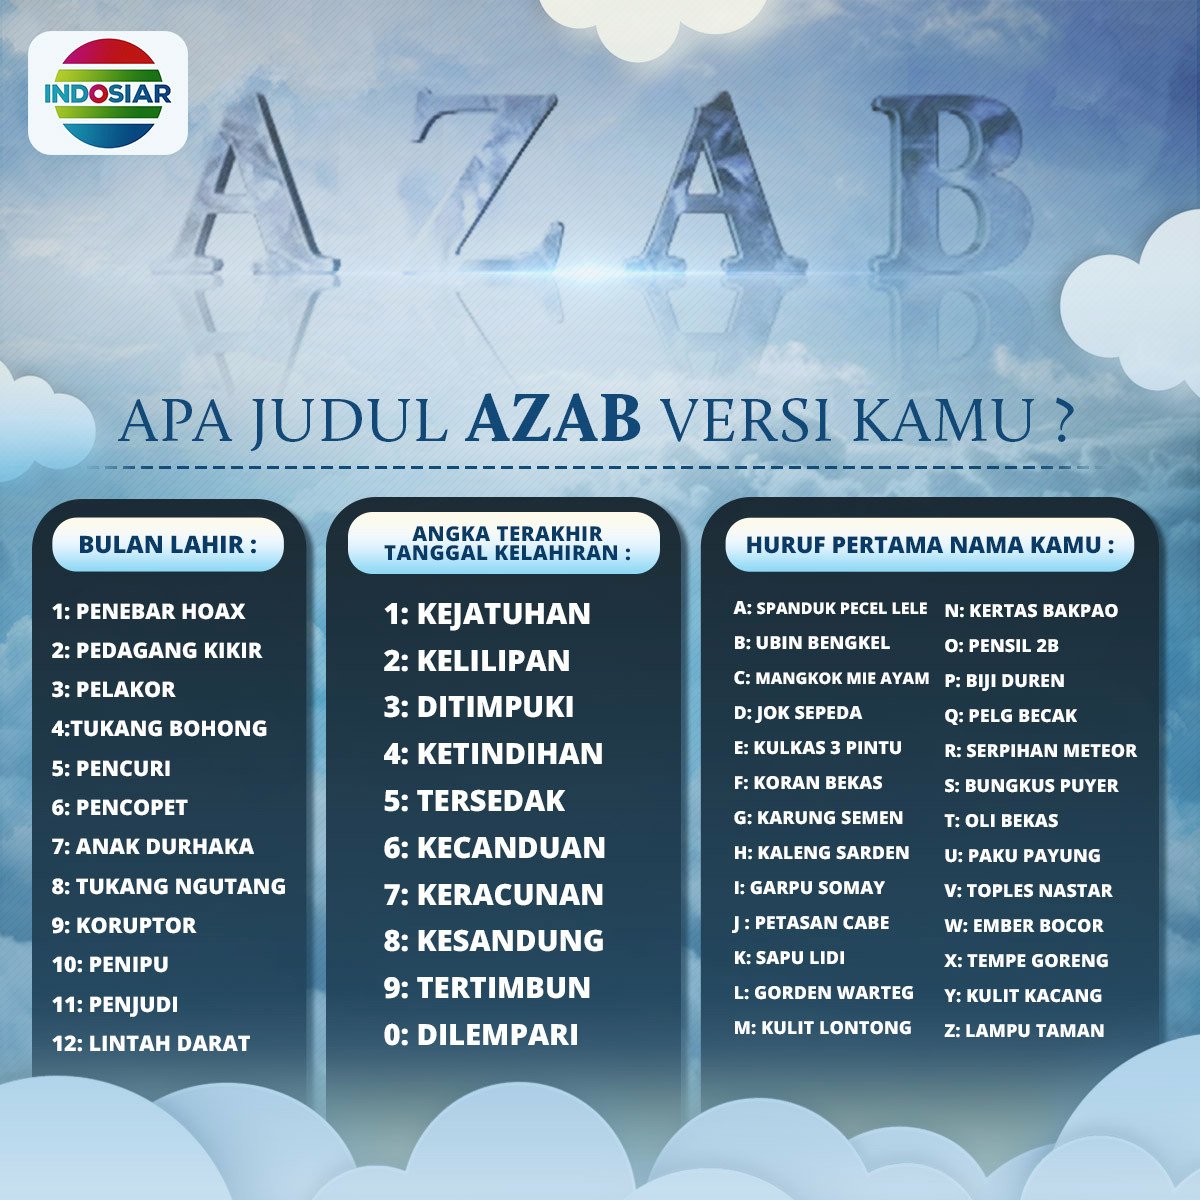 INDOSIAR
AZAB
APA JUDUL AZAB VERSI KAMU ?
BULAN LAHIR :
1: PENEBAR HOAX
2: PEDAGANG KIKIR
3: PELAKOR
4:TUKANG BOHONG
5: PENCURI
6: PENCOPET
7: ANAK DURHAKA
8: TUKANG NGUTANG
9: KORUPTOR
10: PENIPU
11: PENJUDI
12: LINTAH DARAT
ANGKA TERAKHIR
TANGGAL KELAHIRAN :
1: KEJATUHAN
2: KELILIPAN
3: DITIMPUKI
4: KETINDIHAN
5: TERSEDAK
6: KECANDUAN
7: KERACUNAN
8: KESANDUNG
9: TERTIMBUN
0: DILEMPARI
HURUF PERTAMA NAMA KAMU :
A: SPANDUK PECEL LELE
B: UBIN BENGKEL
C: MANGKOK MIE AYAM
D: JOK SEPEDA
E: KULKAS 3 PINTU
F: KORAN BEKAS
G: KARUNG SEMEN
H: KALENG SARDEN
I: GARPU SOMAY
J : PETASAN CABE
K: SAPU LIDI
L: GORDEN WARTEG
M: KULIT LONTONG
N: KERTAS BAKPAO
O: PENSIL 2B
P: BIJI DUREN
Q: PELG BECAK
R: SERPIHAN METEOR
S: BUNGKUS PUYER
T: OLI BEKAS
U: PAKU PAYUNG
V: TOPLES NASTAR
W: EMBER BOCOR
X: TEMPE GORENG
Y: KULIT KACANG
Z: LAMPU TAMAN